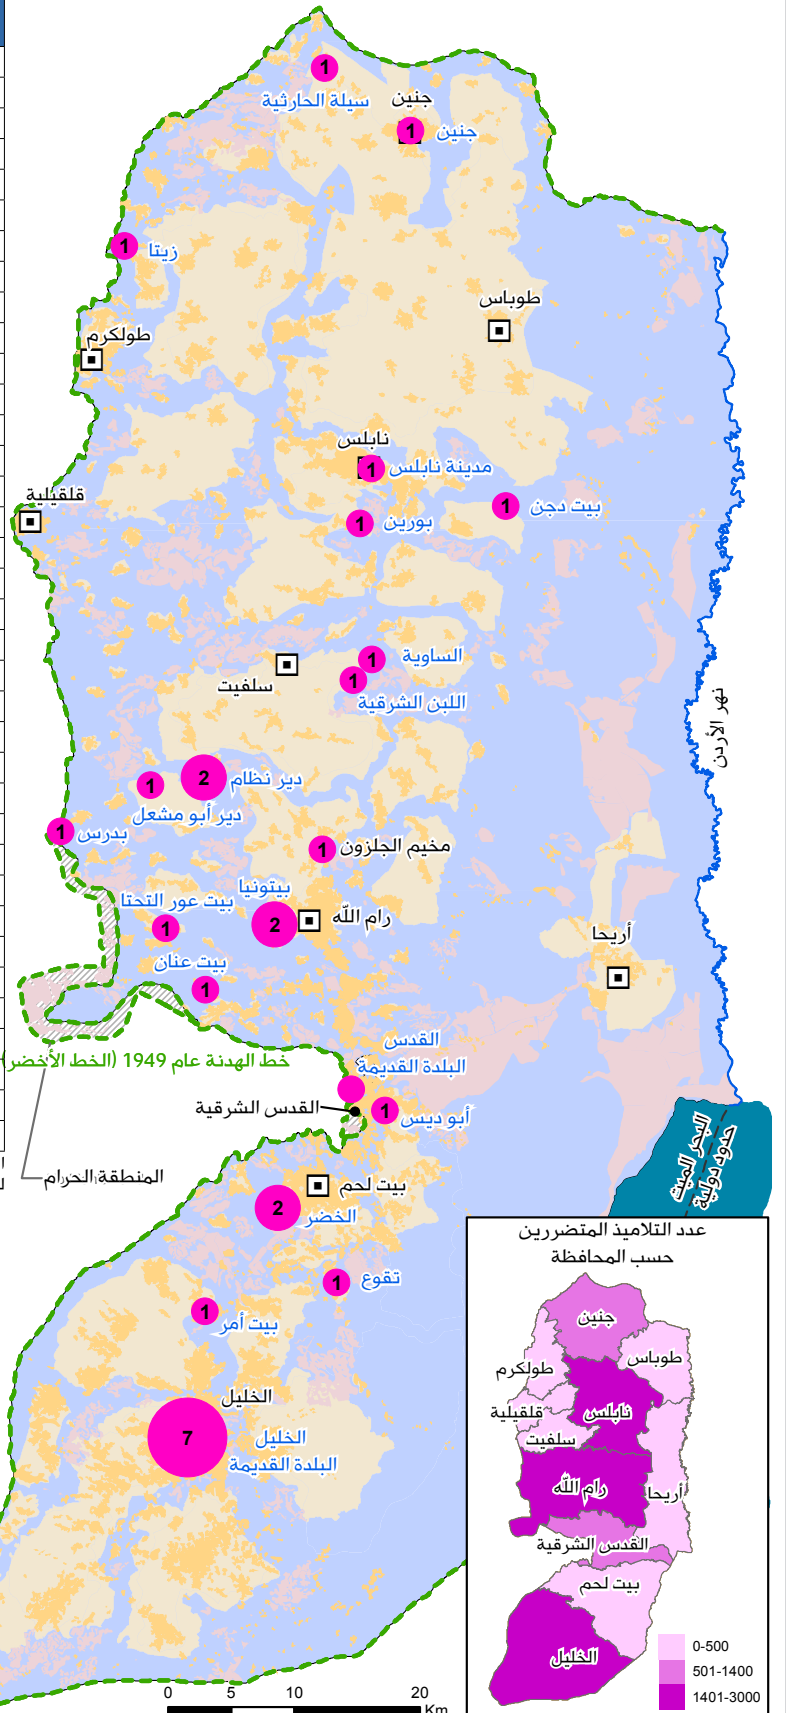 1
سيلة الحارثية
جنين
1
جنين
1
زيتا
طوباس
طولكرم
نابلس
1
مدينة نابلس
قلقيلية
1
بيت دجن
1
بورين
1
الساوية
سلفيت
1
اللبن الشرقية
نهر الأردن
2
دير نظام
1
دير أبو مشعل
1
بدرس
1
مخيم الجلزون
بيتونيا
بيت عور التحتا
1
2
رام الله
أريحا
بيت عنان
1
القدس
البلدة القديمة
خط الهدنة عام 1949 (الخط الأخضر)
القدس الشرقية
1
أبو ديس
البحر الميت
حدود دولية
المنطقة الحرام
بيت لحم
2
الخضر
تقوع
1
1
بيت أمر
الخليل
7
الخليل
البلدة القديمة
عدد التلاميذ المتضررين
حسب المحافظة
جنين
طوباس
طولكرم
قلقيلية
نابلس
سلفيت
رام الله
أريحا
القدس الشرقية
بيت لحم
الخليل
0-500
501-1400
1401-3000
0 5 10 20
Km